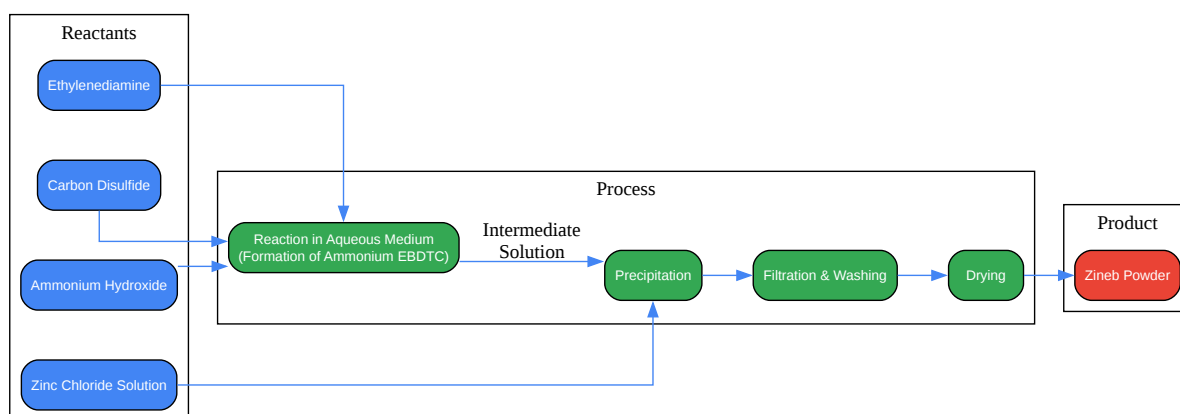 Reactants
Ethylenediamine
Carbon Disulfide
Ammonium Hydroxide
Zinc Chloride Solution
Process
Reaction in Aqueous Medium
(Formation of Ammonium EBDTC)
Intermediate
Solution
Precipitation
Filtration & Washing
Drying
Product
Zineb Powder